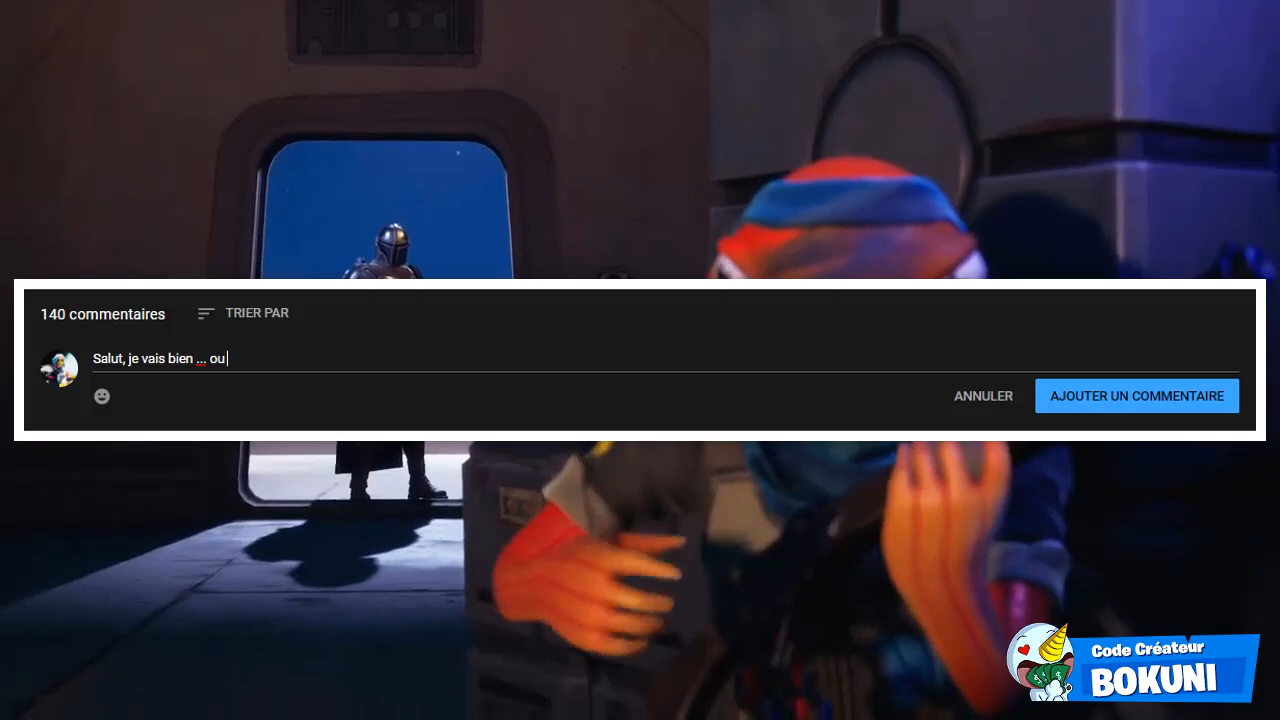 140 commentaires
TRIER PAR
Salut, je vais bien ... ou
ANNULER
AJOUTER UN COMMENTAIRE
Code Créateur
BOKUNI